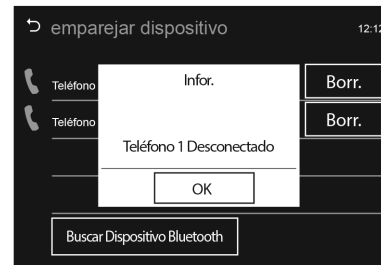 emparejar dispositivo
12:12
Teléfono
Infor.
Borr.
Teléfono
Borr.
Teléfono 1 Desconectado
OK
Buscar Dispositivo Bluetooth